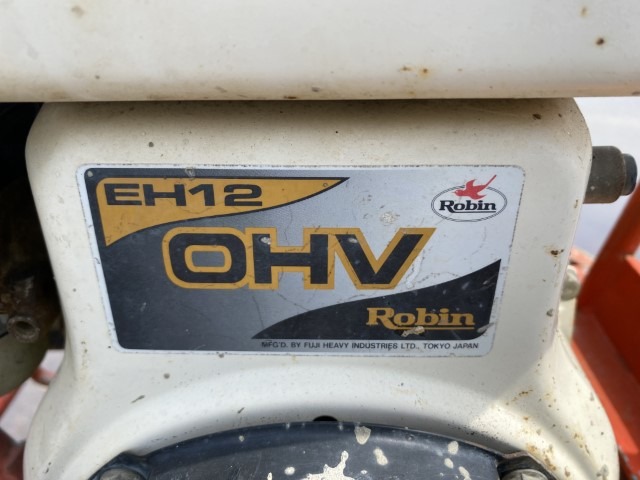 EH12
Robin
OHV
Robin
MFG'D. BY FUJI HEAVY INDUSTRIES LTD., TOKYO JAPAN